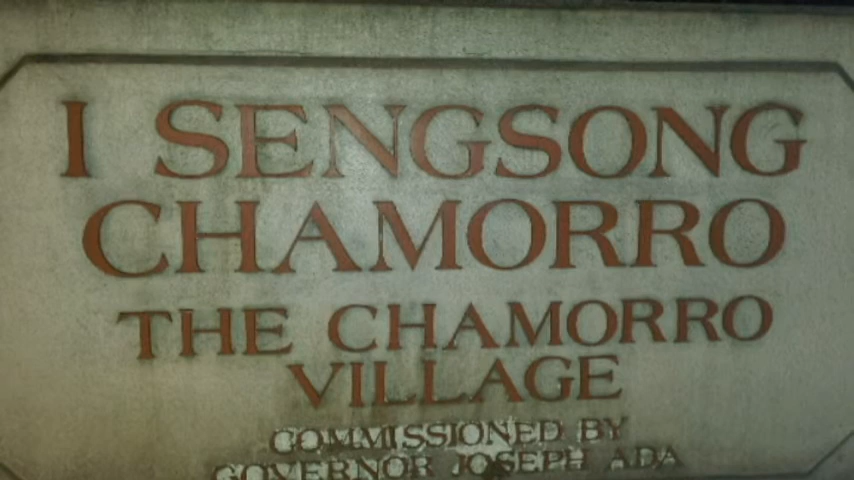 I SENGSONG
CHAMORRO
THE CHAMORRO
VILLAGE
COMMISSIONED BY
GOVERNOR JOSEPH ADA